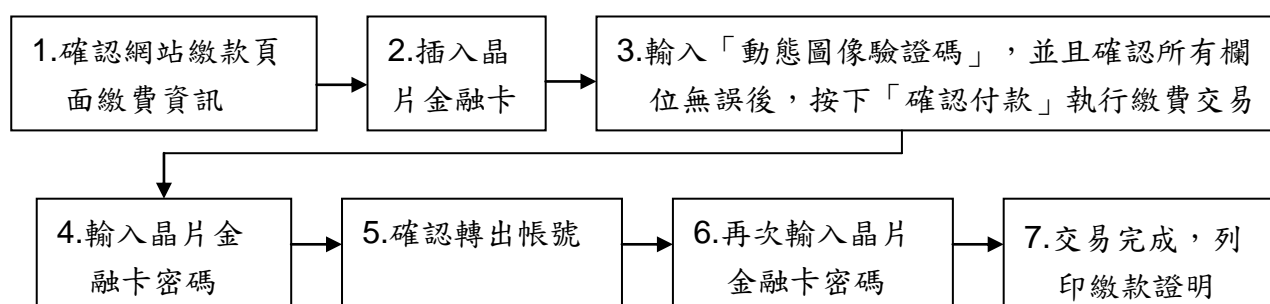 1.確認網站繳款頁
面繳費資訊
2.插入晶
片金融卡
3.輸入「動態圖像驗證碼」，並且確認所有欄
位無誤後，按下「確認付款」執行繳費交易
4.輸入晶片金
融卡密碼
5.確認轉出帳號
6.再次輸入晶片
金融卡密碼
7.交易完成，列
印繳款證明